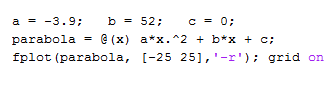 a = -3.9;   b = 52;   c = 0;
parabola = @(x) a*x.^2 + b*x + c;
fplot(parabola, [-25 25],'-r'); grid on